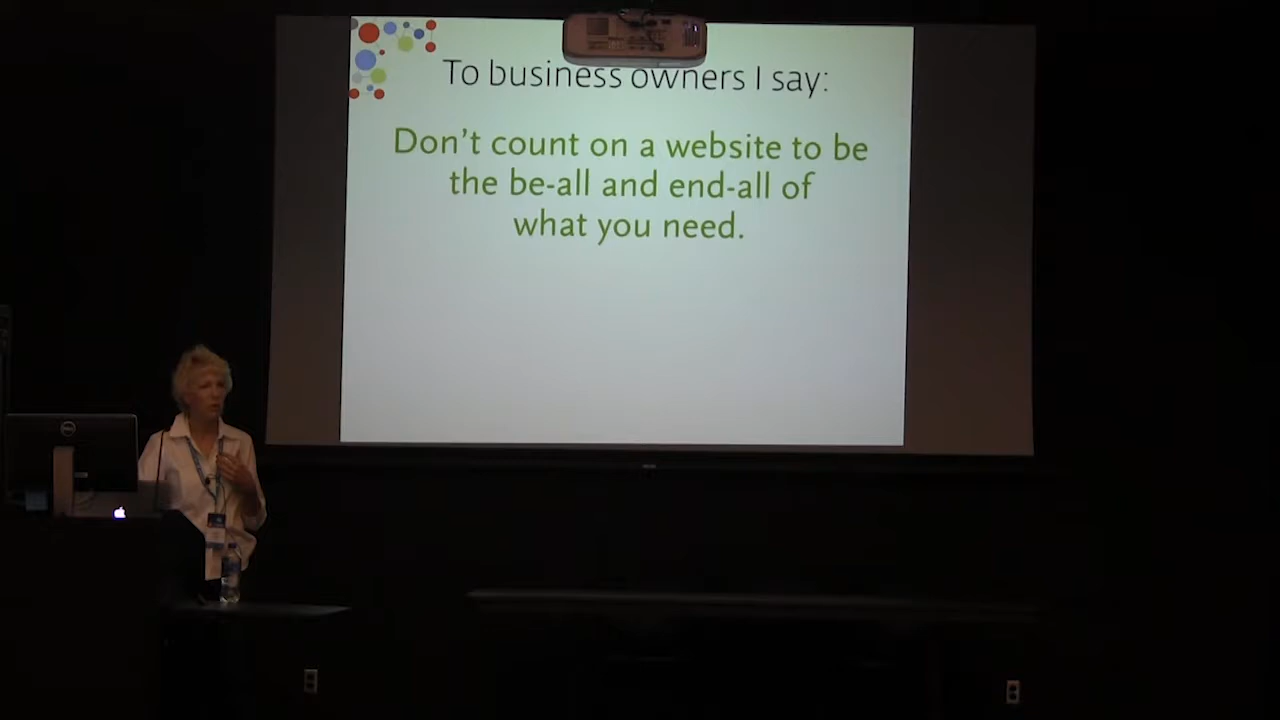 To business owners I say:
Don't count on a website to be
the be-all and end-all of
what you need.
DELL